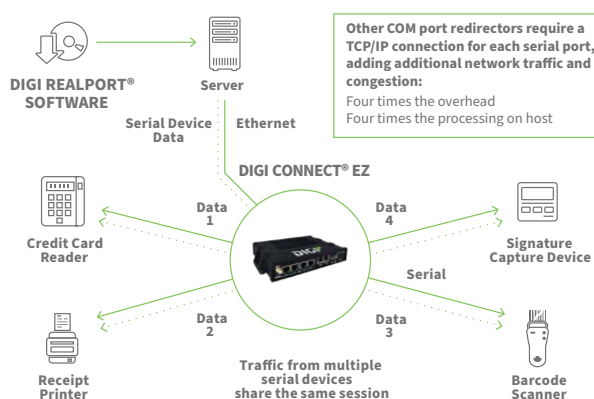 DIGI REALPORT®
SOFTWARE
Server
Other COM port redirectors require a
TCP/IP connection for each serial port,
adding additional network traffic and
congestion:
Four times the overhead
Four times the processing on host
Serial Device
Data
Ethernet
DIGI CONNECT® EZ
Data
1
Data
4
Credit Card
Reader
DIGI
Signature
Capture Device
Serial
Data
2
Data
3
Receipt
Printer
Traffic from multiple
serial devices
share the same session
Barcode
Scanner